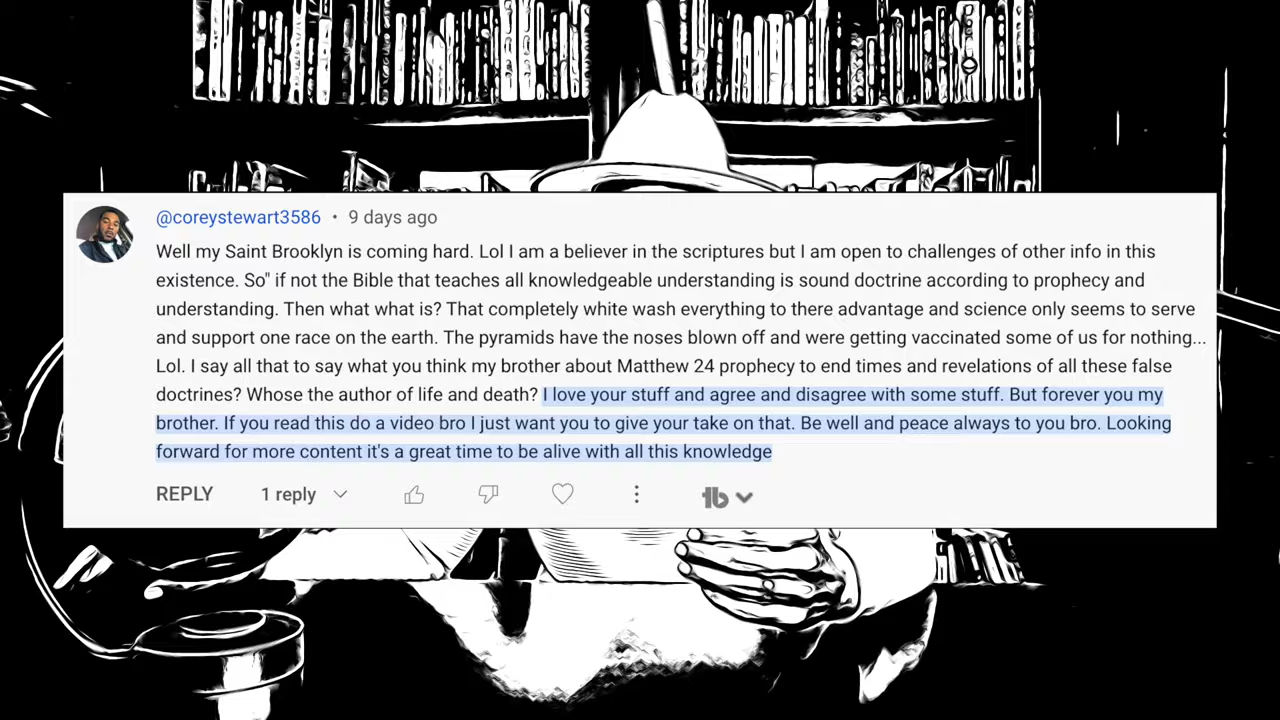 @coreystewart3586 • 9 days ago
Well my Saint Brooklyn is coming hard. Lol I am a believer in the scriptures but I am open to challenges of other info in this
existence. So" if not the Bible that teaches all knowledgeable understanding is sound doctrine according to prophecy and
understanding. Then what what is? That completely white wash everything to there advantage and science only seems to serve
and support one race on the earth. The pyramids have the noses blown off and were getting vaccinated some of us for nothing...
Lol. I say all that to say what you think my brother about Matthew 24 prophecy to end times and revelations of all these false
doctrines? Whose the author of life and death? I love your stuff and agree and disagree with some stuff. But forever you my
brother. If you read this do a video bro I just want you to give your take on that. Be well and peace always to you bro. Looking
forward for more content it's a great time to be alive with all this knowledge
REPLY 1 reply tb